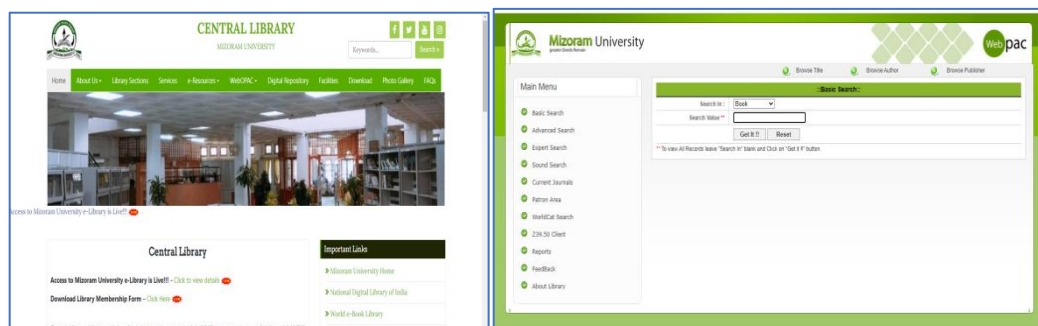 CENTRAL LIBRARY
MIZORAM UNIVERSITY
Keywords...
Search »
Home About Us Library Sections Services e-Resources WebOPAC Digital Repository Facilities Download Photo Gallery FAQs
Access to Mizoram University e-Library is Live!!!
Central Library
Access to Mizoram University e-Library is Live!!! - Click to view details
Download Library Membership Form - Click Here
Important Links
» Mizoram University Home
» National Digital Library of India
» World e-Book Library
Mizoram University
Web pac
Browse Title Browse Author Browse Publisher
Main Menu
Basic Search
Advanced Search
Expert Search
Sound Search
Current Journals
Patron Area
WorldCat Search
Z39.50 Client
Reports
FeedBack
About Library
::Basic Search::
Search In : Book
Search Value **
Get It !! Reset
** To view All Records leave "Search In" blank and Click on "Get It !!" button.